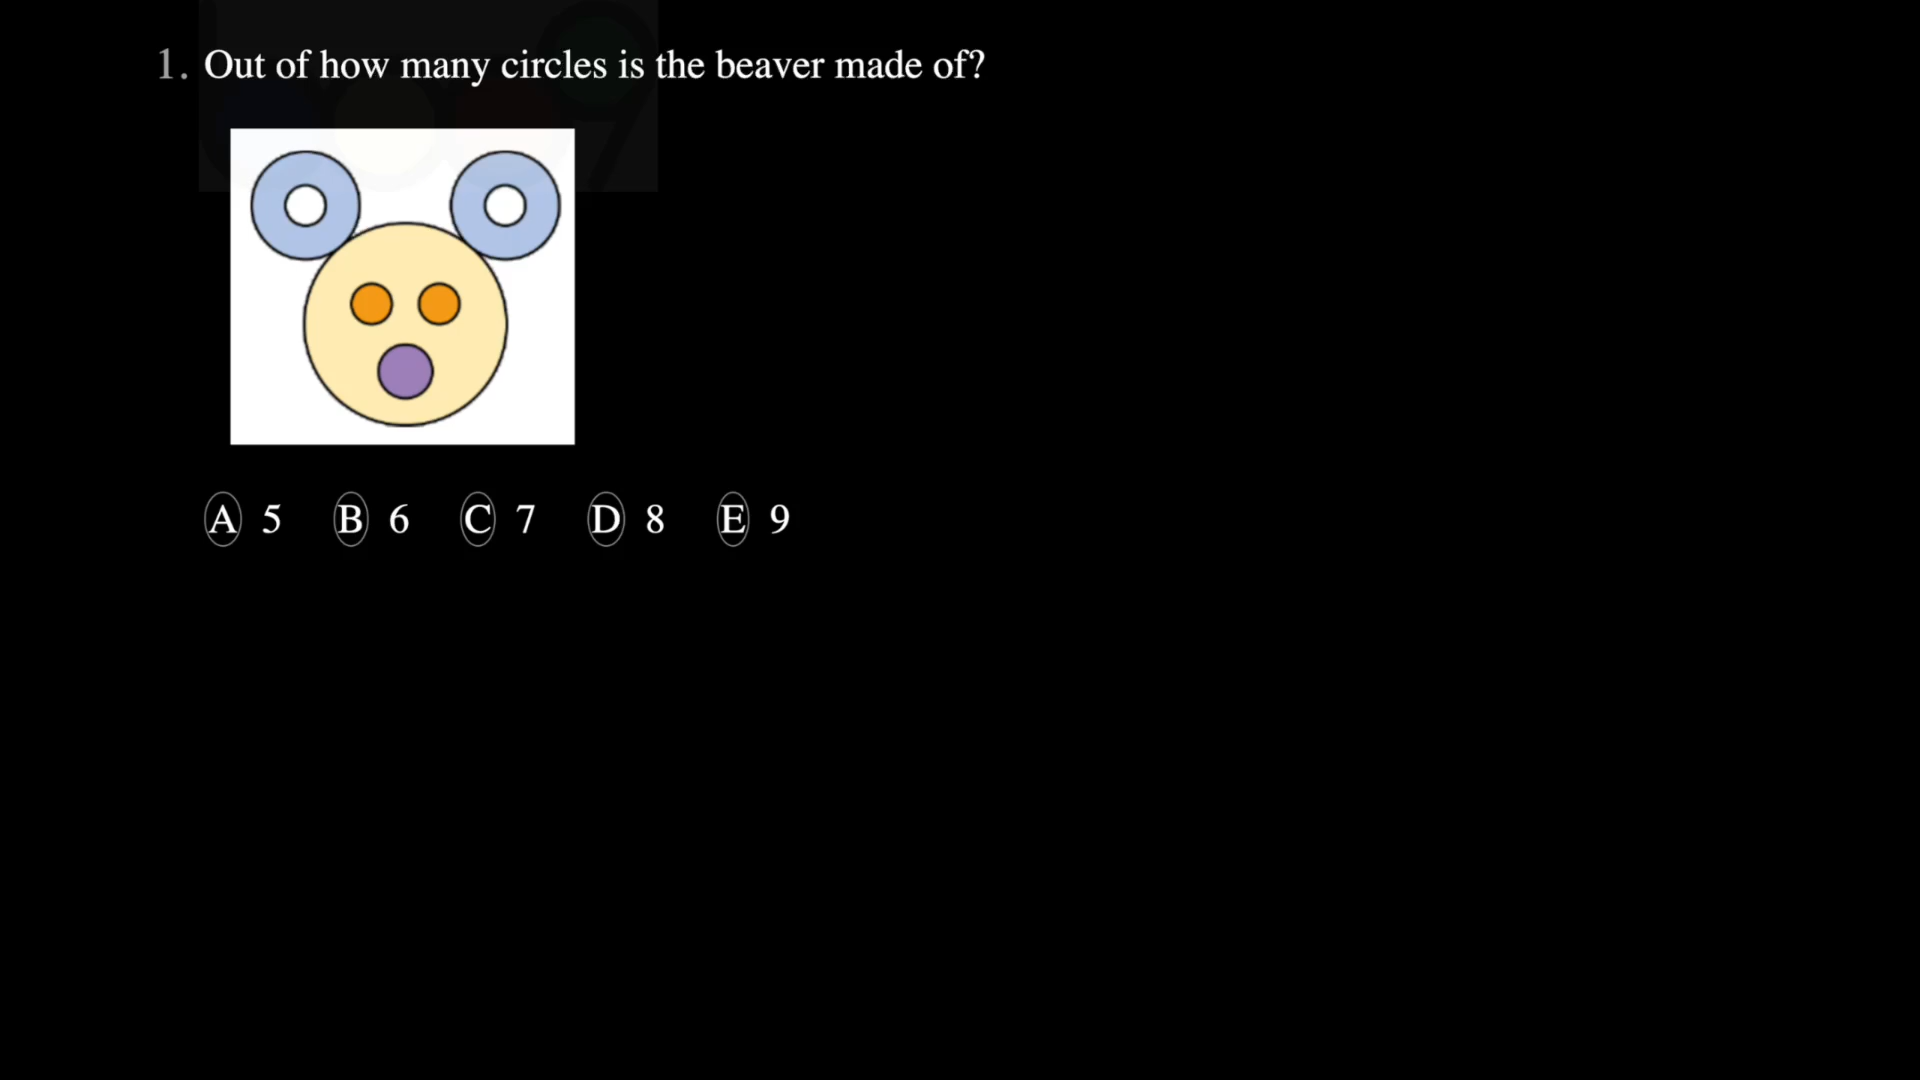 1. Out of how many circles is the beaver made of?
A 5 B 6 C 7 D 8 E 9